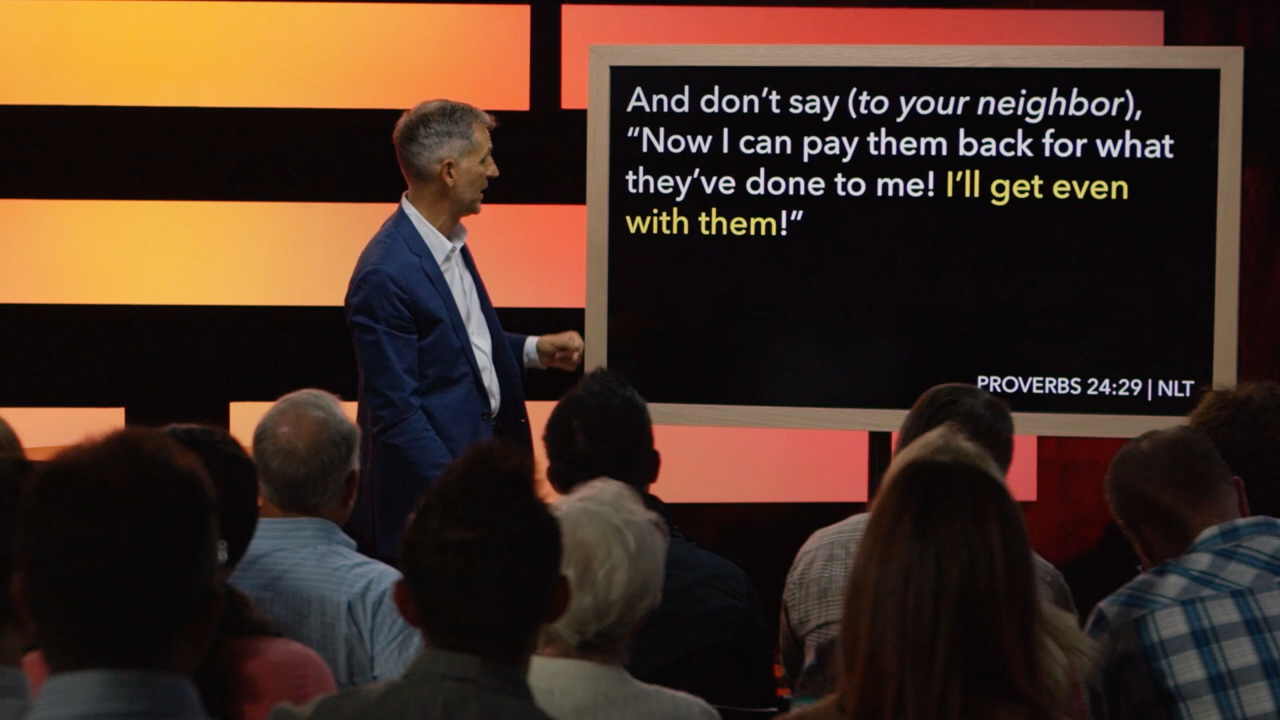 And don’t say (to your neighbor),
“Now I can pay them back for what
they’ve done to me! I’ll get even
with them!”
PROVERBS 24:29 | NLT